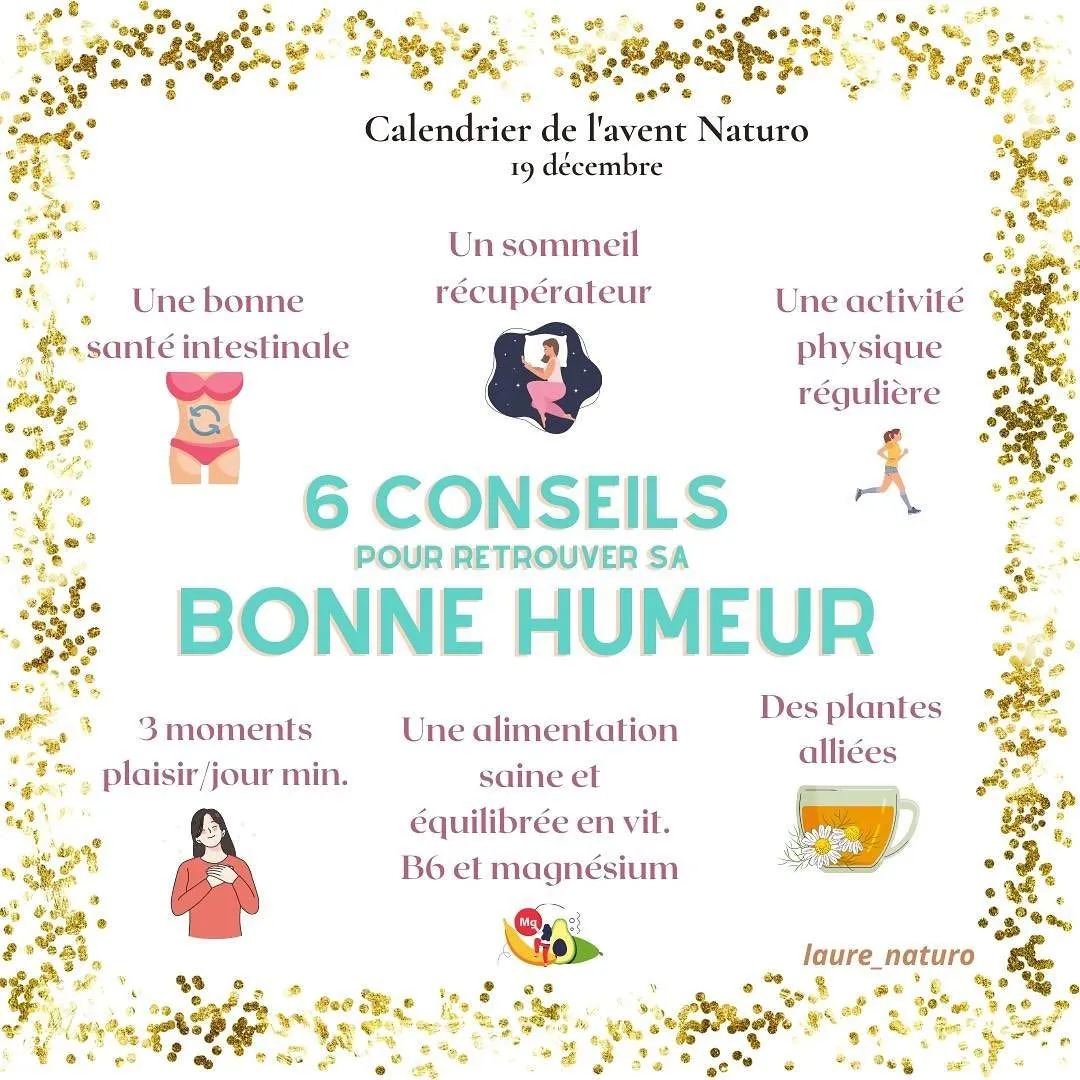 Calendrier de l'avent Naturo
19 décembre
Une bonne
santé intestinale
Un sommeil
récupérateur
Une activité
physique
régulière
6 CONSEILS
POUR RETROUVER SA
BONNE HUMEUR
3 moments
plaisir/jour min.
Une alimentation
saine et
équilibrée en vit.
B6 et magnésium
Mg
Des plantes
alliées
laure_naturo